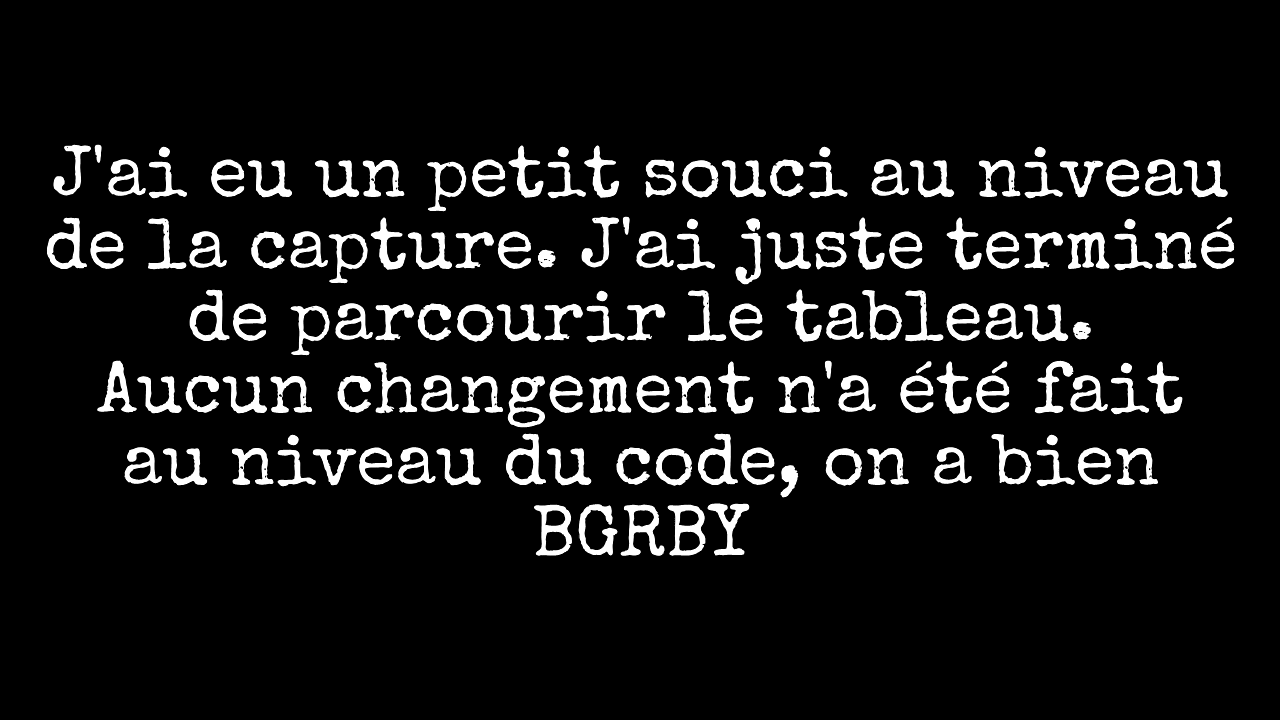 J'ai eu un petit souci au niveau
de la capture. J'ai juste terminé
de parcourir le tableau.
Aucun changement n'a été fait
au niveau du code, on a bien
BGRBY